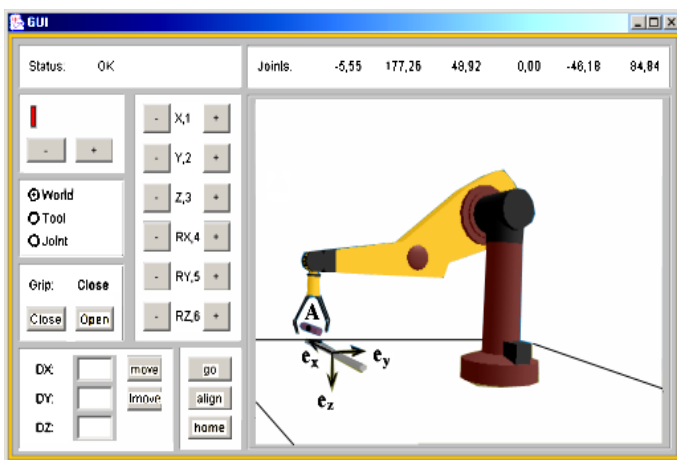 GUI
Status: OK
Joints. -5,55 177,26 48,92 0,00 -46,18 84,84
- X,1 +
- +
- Y,2 +
World
- Z,3 +
Tool
Joint
- RX,4 +
- RY,5 +
Grip: Close
Close Open
- RZ,6 +
A
ex ey
ez
DX: move go
DY: lmove align
DZ: home